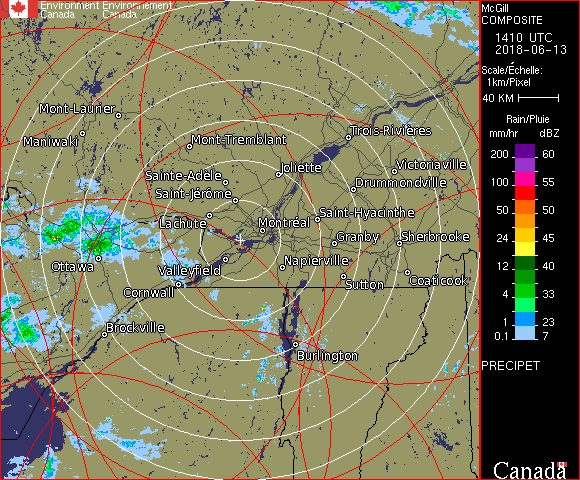 Environment Environnement
Canada Canada
McGill
COMPOSITE
1410 UTC
2018-06-13
Scale/Échelle:
1km/Pixel
40 KM
Rain/Pluie
mm/hr dBZ
200 60
100 55
50 50
24 45
12 40
4 33
1 23
0.1 7
PRECIPET
Canada
Mont-Laurier
Maniwaki
Mont-Tremblant
Trois-Rivières
Joliette
Victoriaville
Sainte-Adèle
Drummondville
Saint-Jérôme
Saint-Hyacinthe
Lachute
Montréal
Granby
Sherbrooke
Ottawa
Valleyfield
Napierville
Cornwall
Sutton
Coaticook
Brockville
Burlington